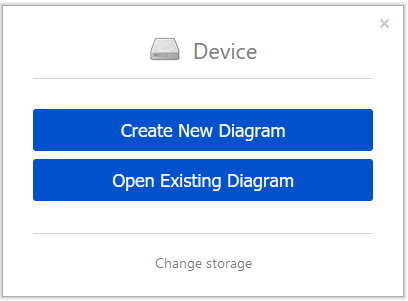 Device
Create New Diagram
Open Existing Diagram
Change storage